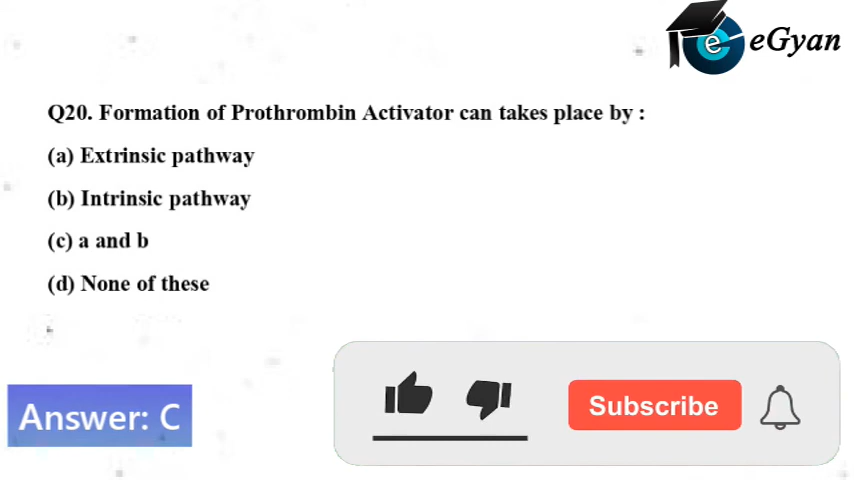 e eGyan
Q20. Formation of Prothrombin Activator can takes place by :
(a) Extrinsic pathway
(b) Intrinsic pathway
(c) a and b
(d) None of these
Answer: C
Subscribe